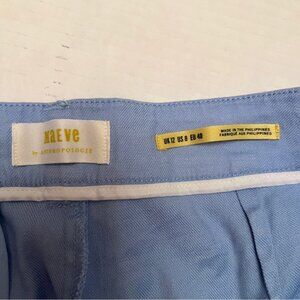 MAEVE
by ANTHROPOLOGIE
UK 12 US 8 EU 40
MADE IN THE PHILIPPINES
FABRIQUÉ AUX PHILIPPINES